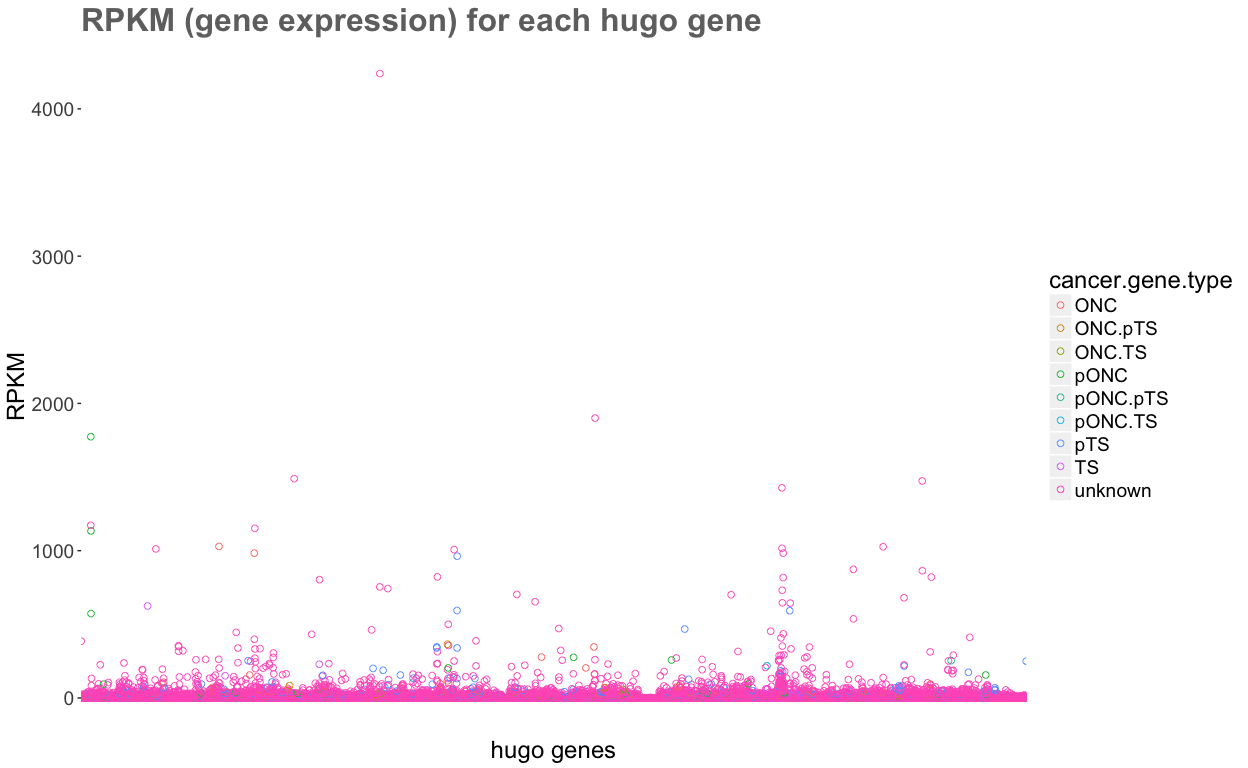 RPKM (gene expression) for each hugo gene
4000
3000
2000
1000
0
RPKM
hugo genes
cancer.gene.type
ONC
ONC.pTS
ONC.TS
pONC
pONC.pTS
pONC.TS
pTS
TS
unknown